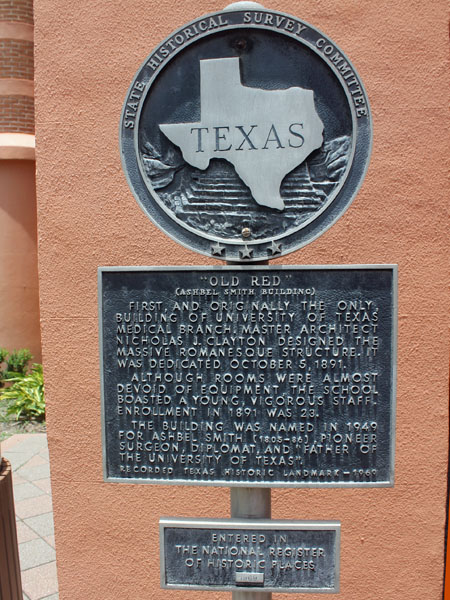 STATE HISTORICAL SURVEY COMMITTEE
TEXAS
"OLD RED"
(ASHBEL SMITH BUILDING)
FIRST, AND ORIGINALLY THE ONLY,
BUILDING OF UNIVERSITY OF TEXAS
MEDICAL BRANCH. MASTER ARCHITECT
NICHOLAS J. CLAYTON DESIGNED THE
MASSIVE ROMANESQUE STRUCTURE. IT
WAS DEDICATED OCTOBER 5, 1891.
ALTHOUGH ROOMS WERE ALMOST
DEVOID OF EQUIPMENT, THE SCHOOL
BOASTED A YOUNG, VIGOROUS STAFF.
ENROLLMENT IN 1891 WAS 23.
THE BUILDING WAS NAMED IN 1949
FOR ASHBEL SMITH (1805-86), PIONEER
SURGEON, DIPLOMAT, AND "FATHER OF
THE UNIVERSITY OF TEXAS".
RECORDED TEXAS HISTORIC LANDMARK - 1969
ENTERED IN
THE NATIONAL REGISTER
OF HISTORIC PLACES